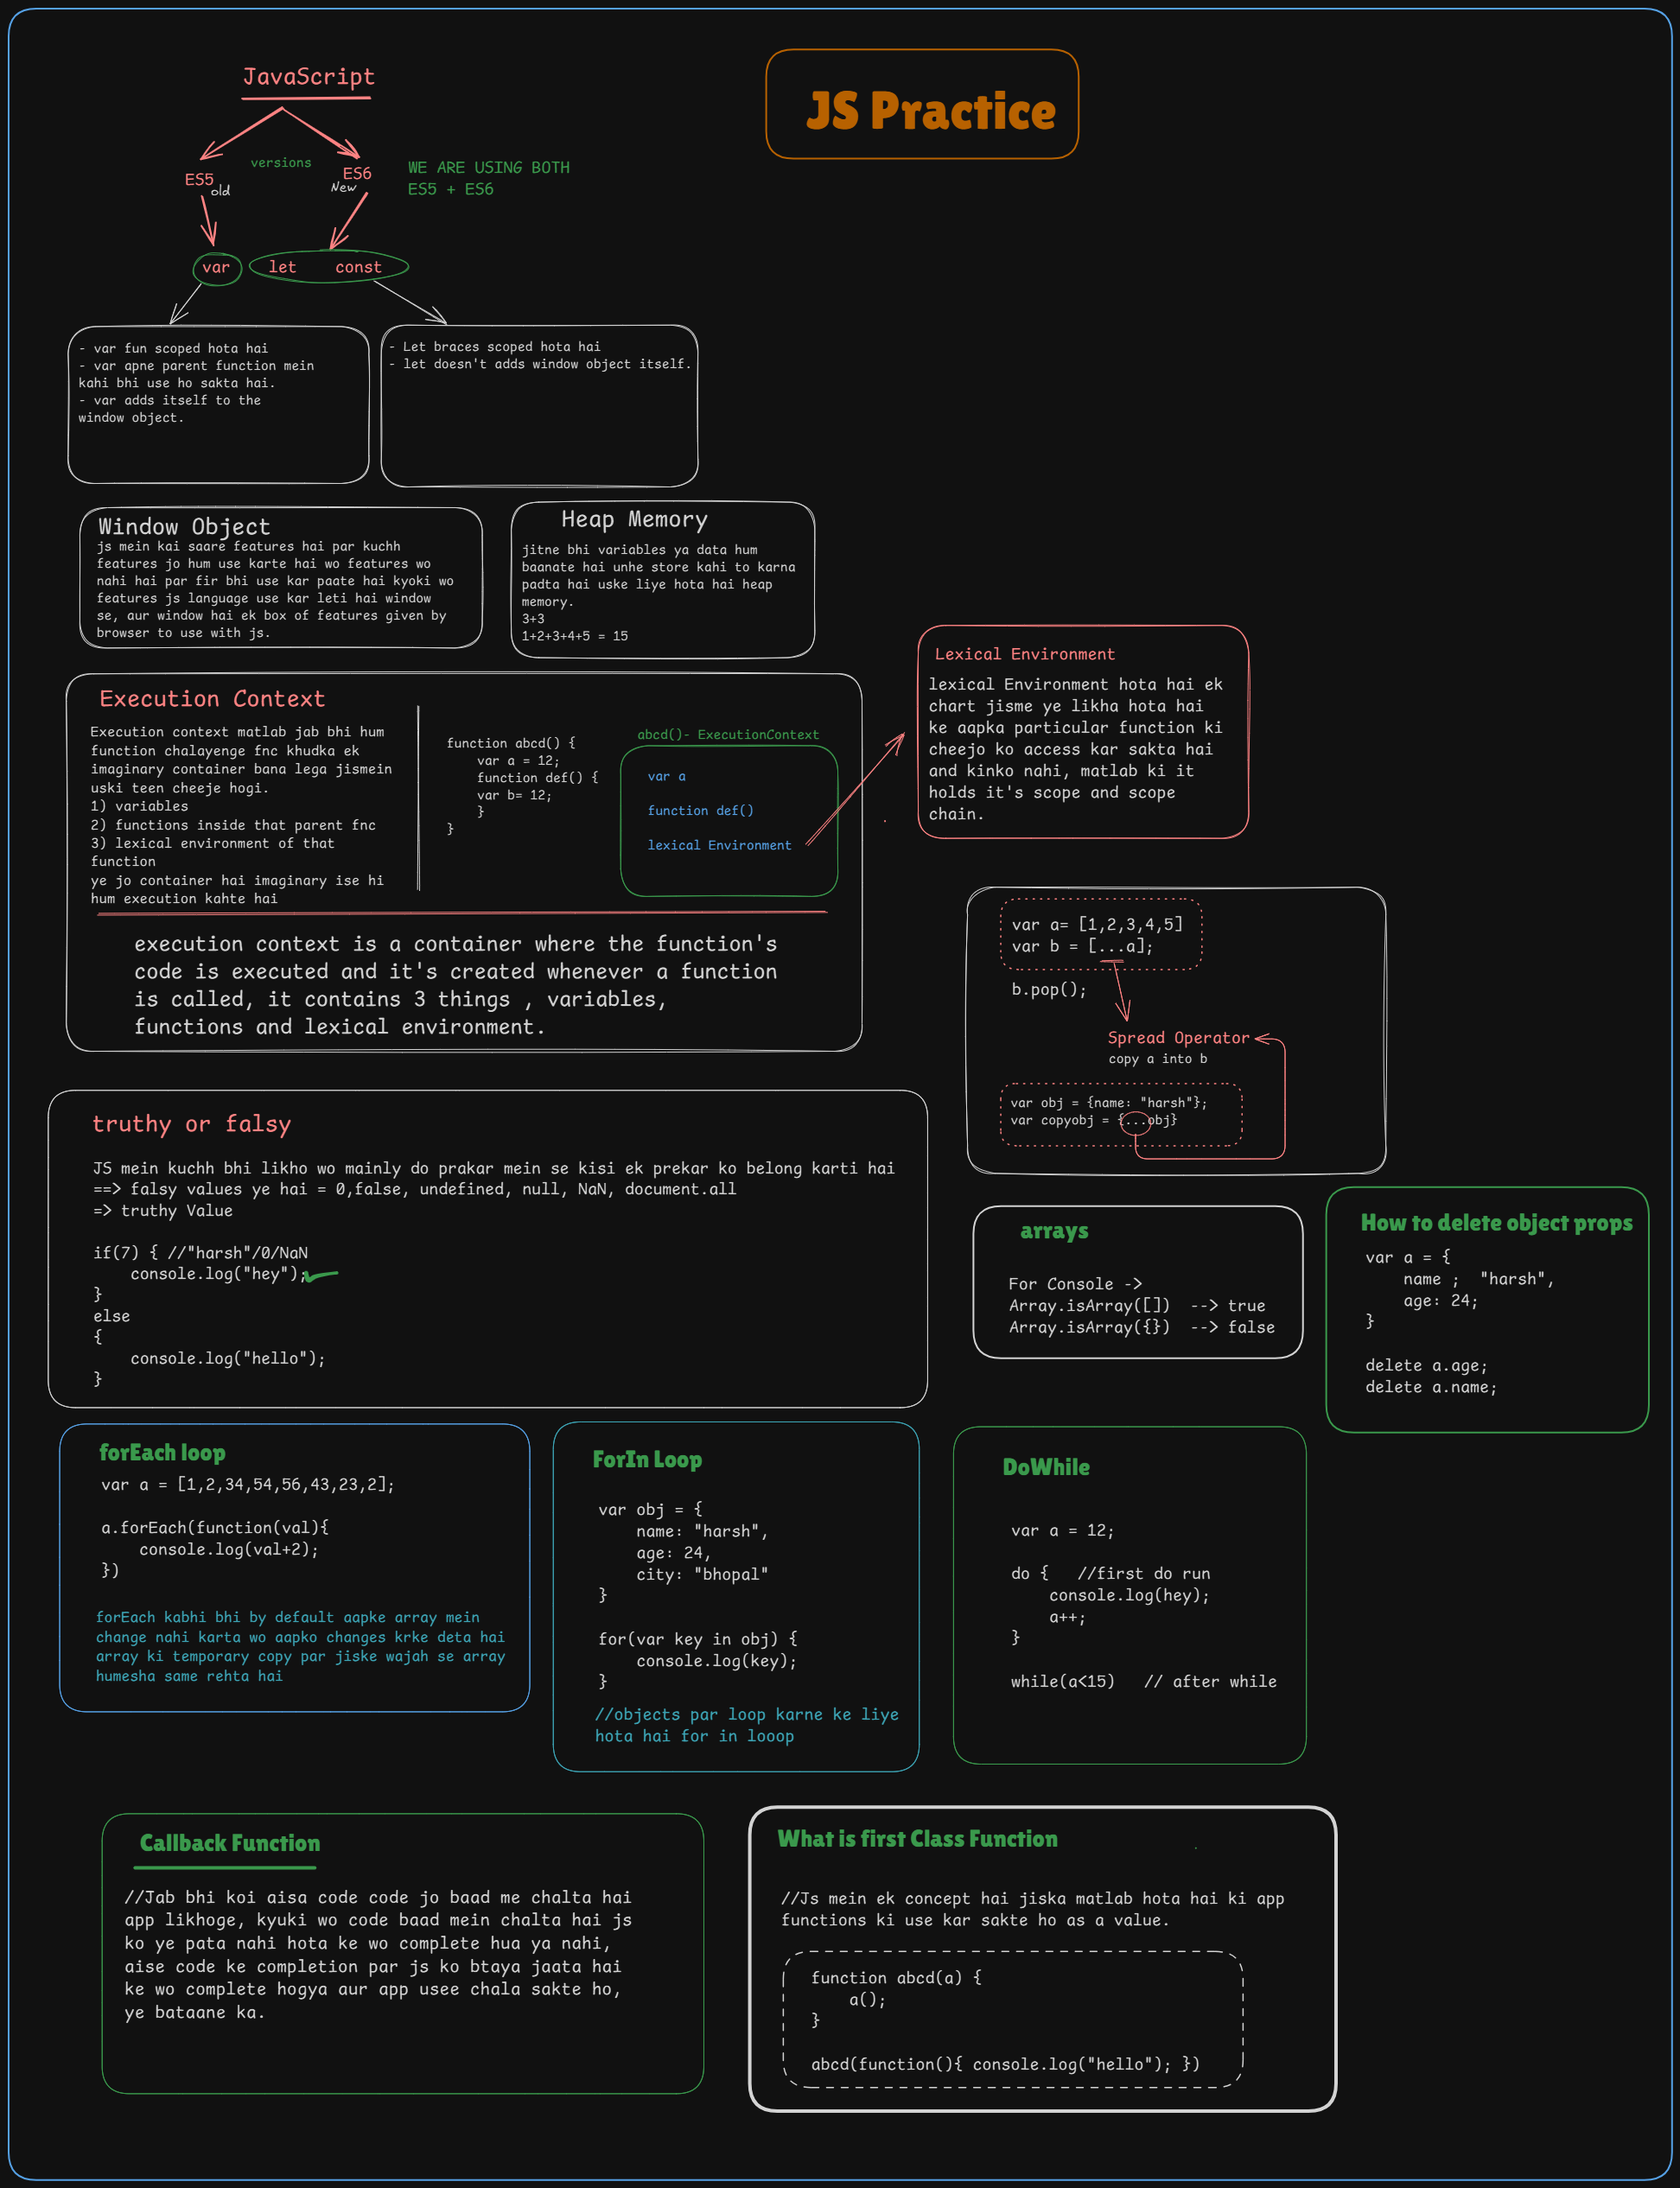 JS Practice
JavaScript
versions
ES5
old
ES6
New
WE ARE USING BOTH
ES5 + ES6
var
let const
- var fun scoped hota hai
- var apne parent function mein
kahi bhi use ho sakta hai.
- var adds itself to the
window object.
- Let braces scoped hota hai
- let doesn't adds window object itself.
Window Object
js mein kai saare features hai par kuchh
features jo hum use karte hai wo features wo
nahi hai par fir bhi use kar paate hai kyoki wo
features js language use kar leti hai window
se, aur window hai ek box of features given by
browser to use with js.
Heap Memory
jitne bhi variables ya data hum
baanate hai unhe store kahi to karna
padta hai uske liye hota hai heap
memory.
3+3
1+2+3+4+5 = 15
Execution Context
Execution context matlab jab bhi hum
function chalayenge fnc khudka ek
imaginary container bana lega jismein
uski teen cheeje hogi.
1) variables
2) functions inside that parent fnc
3) lexical environment of that
function
ye jo container hai imaginary ise hi
hum execution kahte hai
function abcd() {
var a = 12;
function def() {
var b= 12;
}
}
abcd()- ExecutionContext
var a
function def()
lexical Environment
execution context is a container where the function's
code is executed and it's created whenever a function
is called, it contains 3 things , variables,
functions and lexical environment.
Lexical Environment
lexical Environment hota hai ek
chart jisme ye likha hota hai
ke aapka particular function ki
cheejo ko access kar sakta hai
and kinko nahi, matlab ki it
holds it's scope and scope
chain.
var a= [1,2,3,4,5]
var b = [...a];
b.pop();
Spread Operator
copy a into b
var obj = {name: "harsh"};
var copyobj = {...obj}
truthy or falsy
JS mein kuchh bhi likho wo mainly do prakar mein se kisi ek prekar ko belong karti hai
==> falsy values ye hai = 0,false, undefined, null, NaN, document.all
=> truthy Value
if(7) { //"harsh"/0/NaN
console.log("hey");
}
else
{
console.log("hello");
}
arrays
For Console ->
Array.isArray([]) --> true
Array.isArray({}) --> false
How to delete object props
var a = {
name ; "harsh",
age: 24;
}
delete a.age;
delete a.name;
forEach loop
var a = [1,2,34,54,56,43,23,2];
a.forEach(function(val){
console.log(val+2);
})
forEach kabhi bhi by default aapke array mein
change nahi karta wo aapko changes krke deta hai
array ki temporary copy par jiske wajah se array
humesha same rehta hai
ForIn Loop
var obj = {
name: "harsh",
age: 24,
city: "bhopal"
}
for(var key in obj) {
console.log(key);
}
//objects par loop karne ke liye
hota hai for in looop
DoWhile
var a = 12;
do { //first do run
console.log(hey);
a++;
}
while(a<15) // after while
Callback Function
//Jab bhi koi aisa code code jo baad me chalta hai
app likhoge, kyuki wo code baad mein chalta hai js
ko ye pata nahi hota ke wo complete hua ya nahi,
aise code ke completion par js ko btaya jaata hai
ke wo complete hogya aur app usee chala sakte ho,
ye bataane ka.
What is first Class Function
//Js mein ek concept hai jiska matlab hota hai ki app
functions ki use kar sakte ho as a value.
function abcd(a) {
a();
}
abcd(function(){ console.log("hello"); })